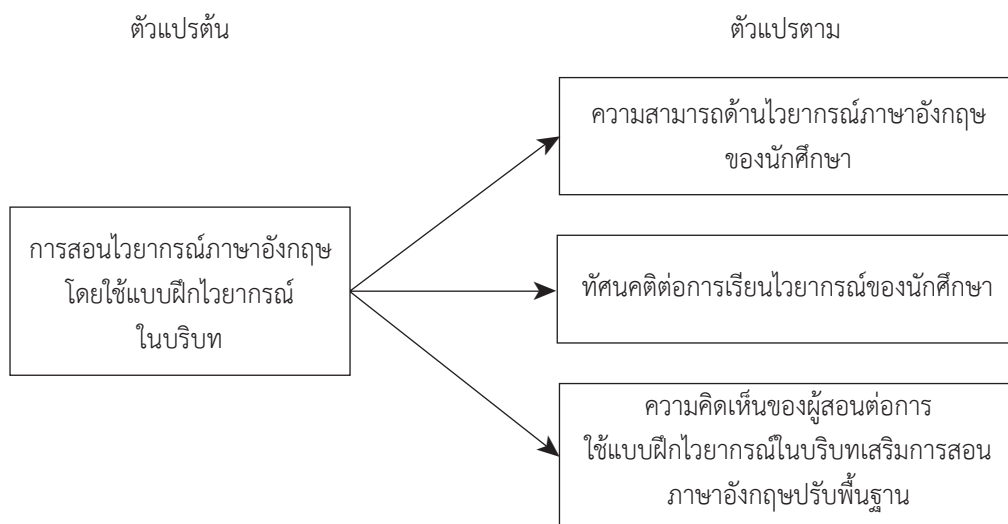 ตัวแปรต้น
ตัวแปรตาม
การสอนไวยากรณ์ภาษาอังกฤษ
โดยใช้แบบฝึกไวยากรณ์
ในบริบท
ความสามารถด้านไวยากรณ์ภาษาอังกฤษ
ของนักศึกษา
ทัศนคติต่อการเรียนไวยากรณ์ของนักศึกษา
ความคิดเห็นของผู้สอนต่อการ
ใช้แบบฝึกไวยากรณ์ในบริบทเสริมการสอน
ภาษาอังกฤษปรับพื้นฐาน